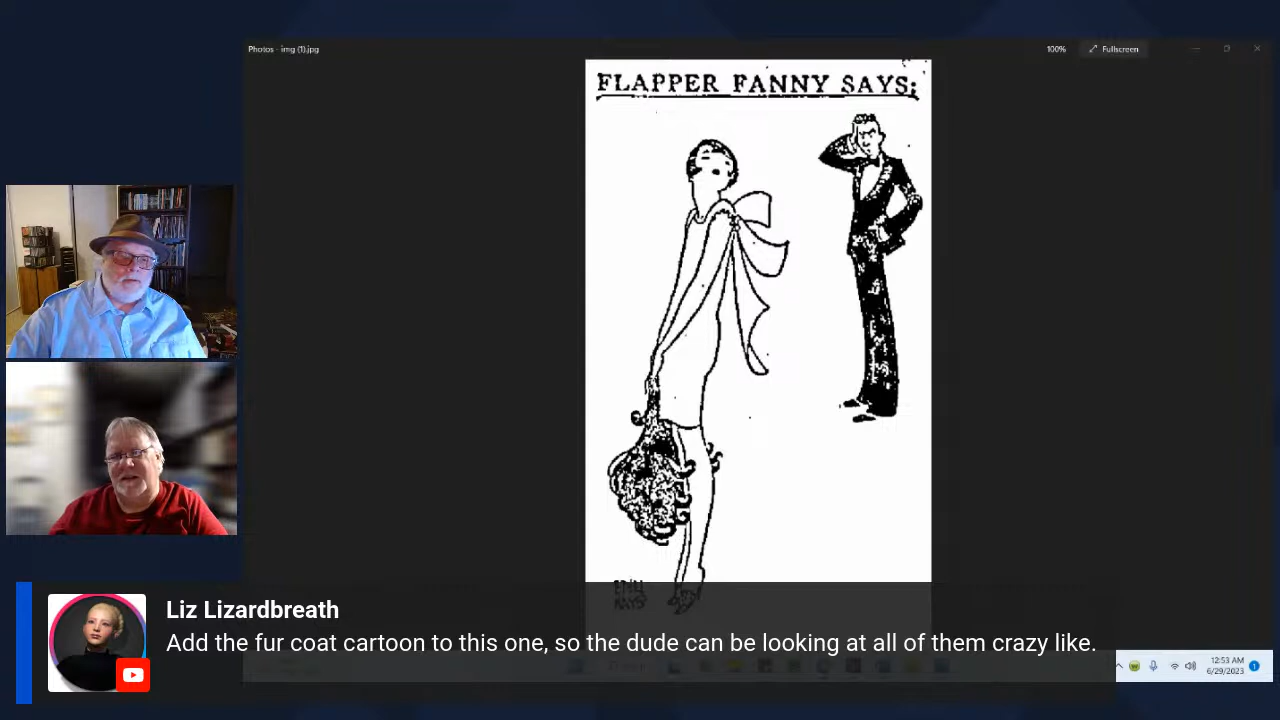 Photos - img (1).jpg
100%
Fullscreen
FLAPPER FANNY SAYS:
Liz Lizardbreath
Add the fur coat cartoon to this one, so the dude can be looking at all of them crazy like.
12:53 AM
6/29/2023
1